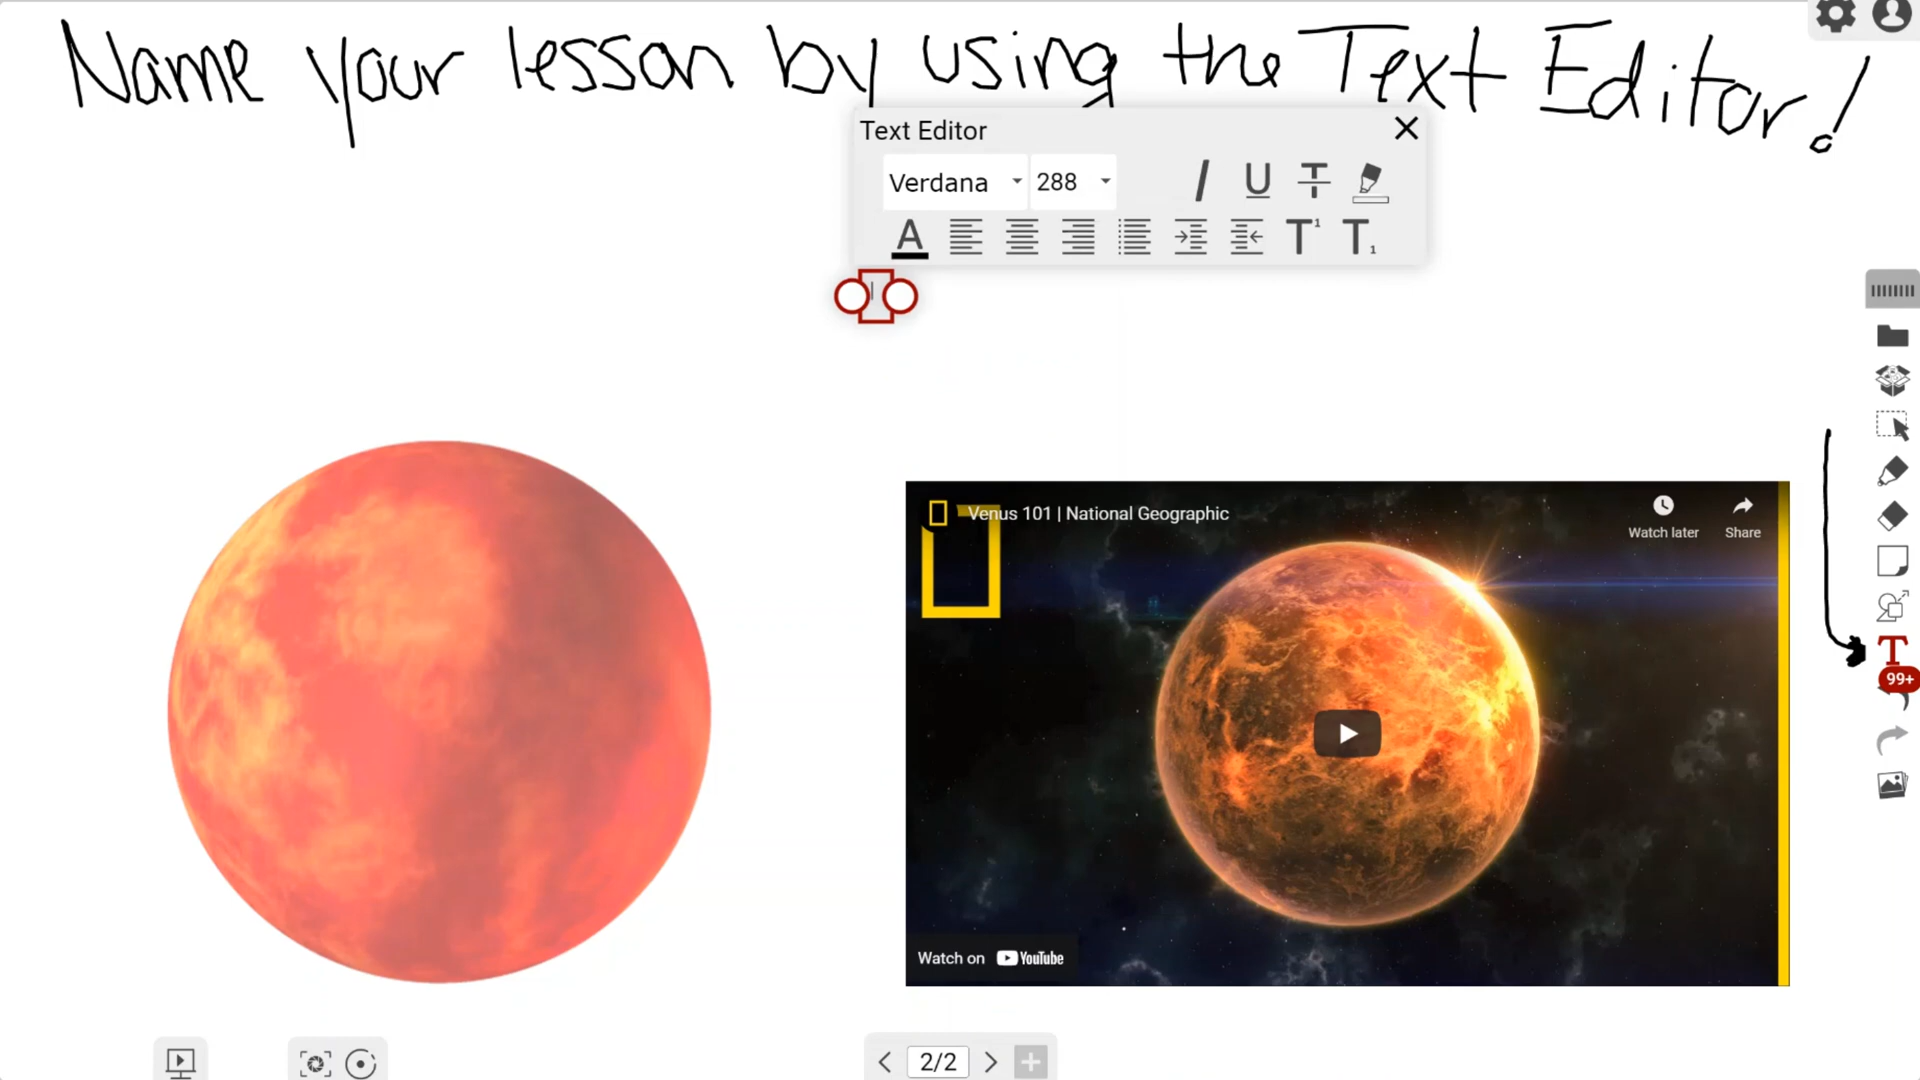 Name your lesson by using the Text Editor!
Text Editor
Verdana 288
99+
Venus 101 | National Geographic
Watch later Share
Watch on YouTube
2/2